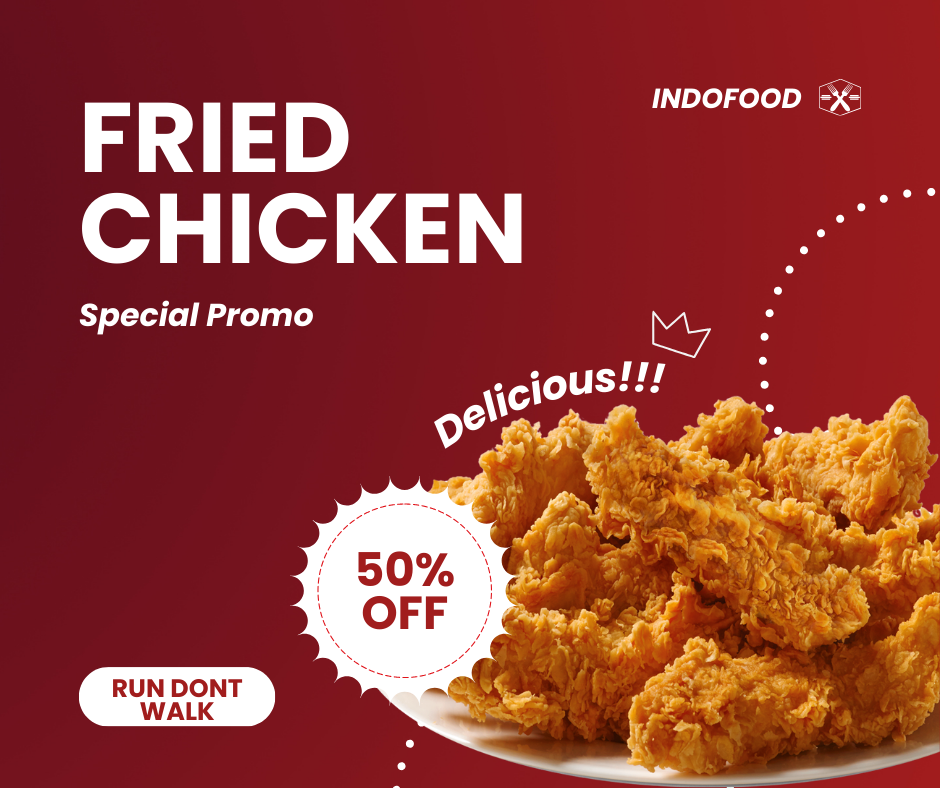 FRIED
CHICKEN
Special Promo
INDOFOOD
Delicious!!!
50%
OFF
RUN DONT
WALK